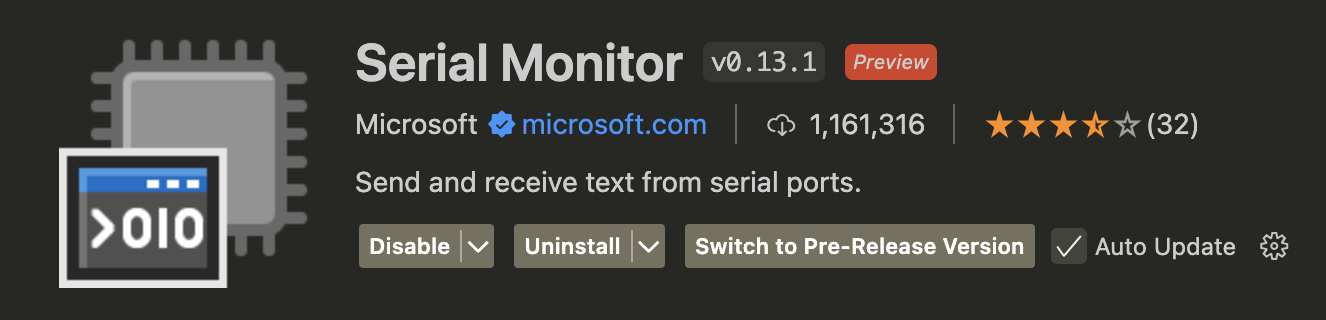 Serial Monitor v0.13.1 Preview
Microsoft microsoft.com 1,161,316 (32)
Send and receive text from serial ports.
>010
Disable Uninstall Switch to Pre-Release Version Auto Update